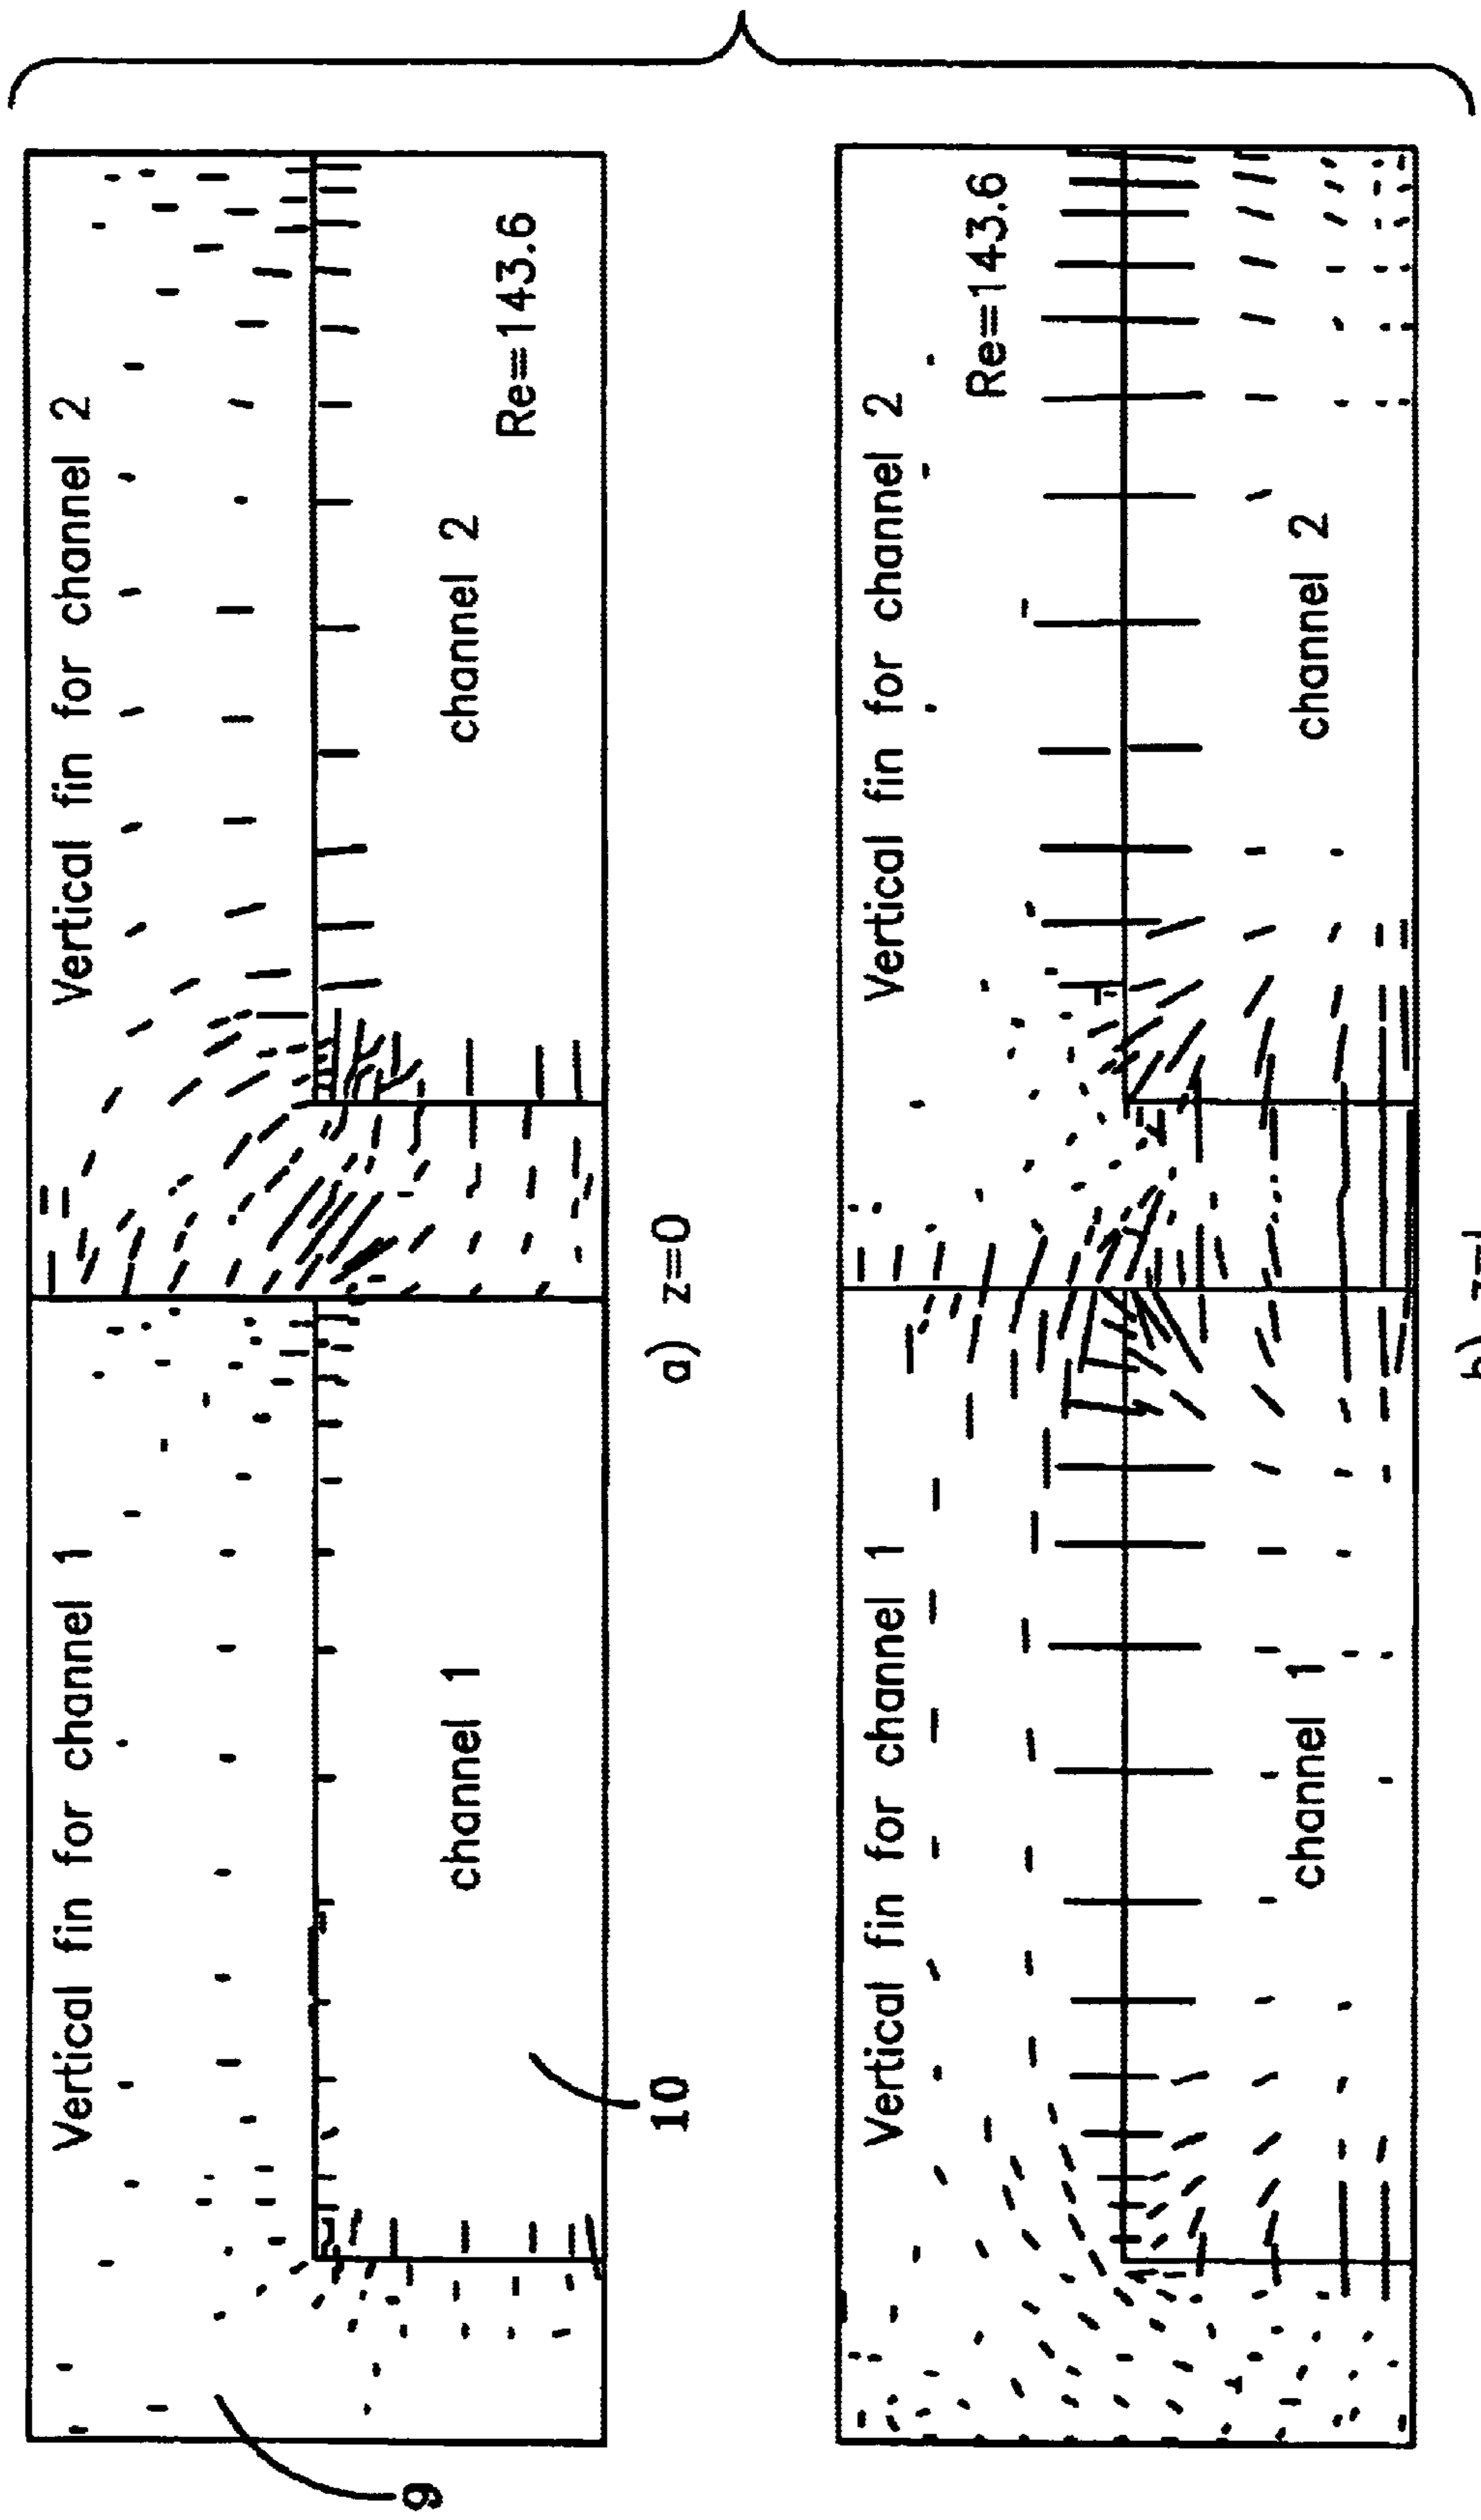 Vertical fin for channel 1
Vertical fin for channel 2
channel 1
channel 2
Re=143.6
9
10
a) z=0
Vertical fin for channel 1
Vertical fin for channel 2
Re=143.6
channel 1
channel 2